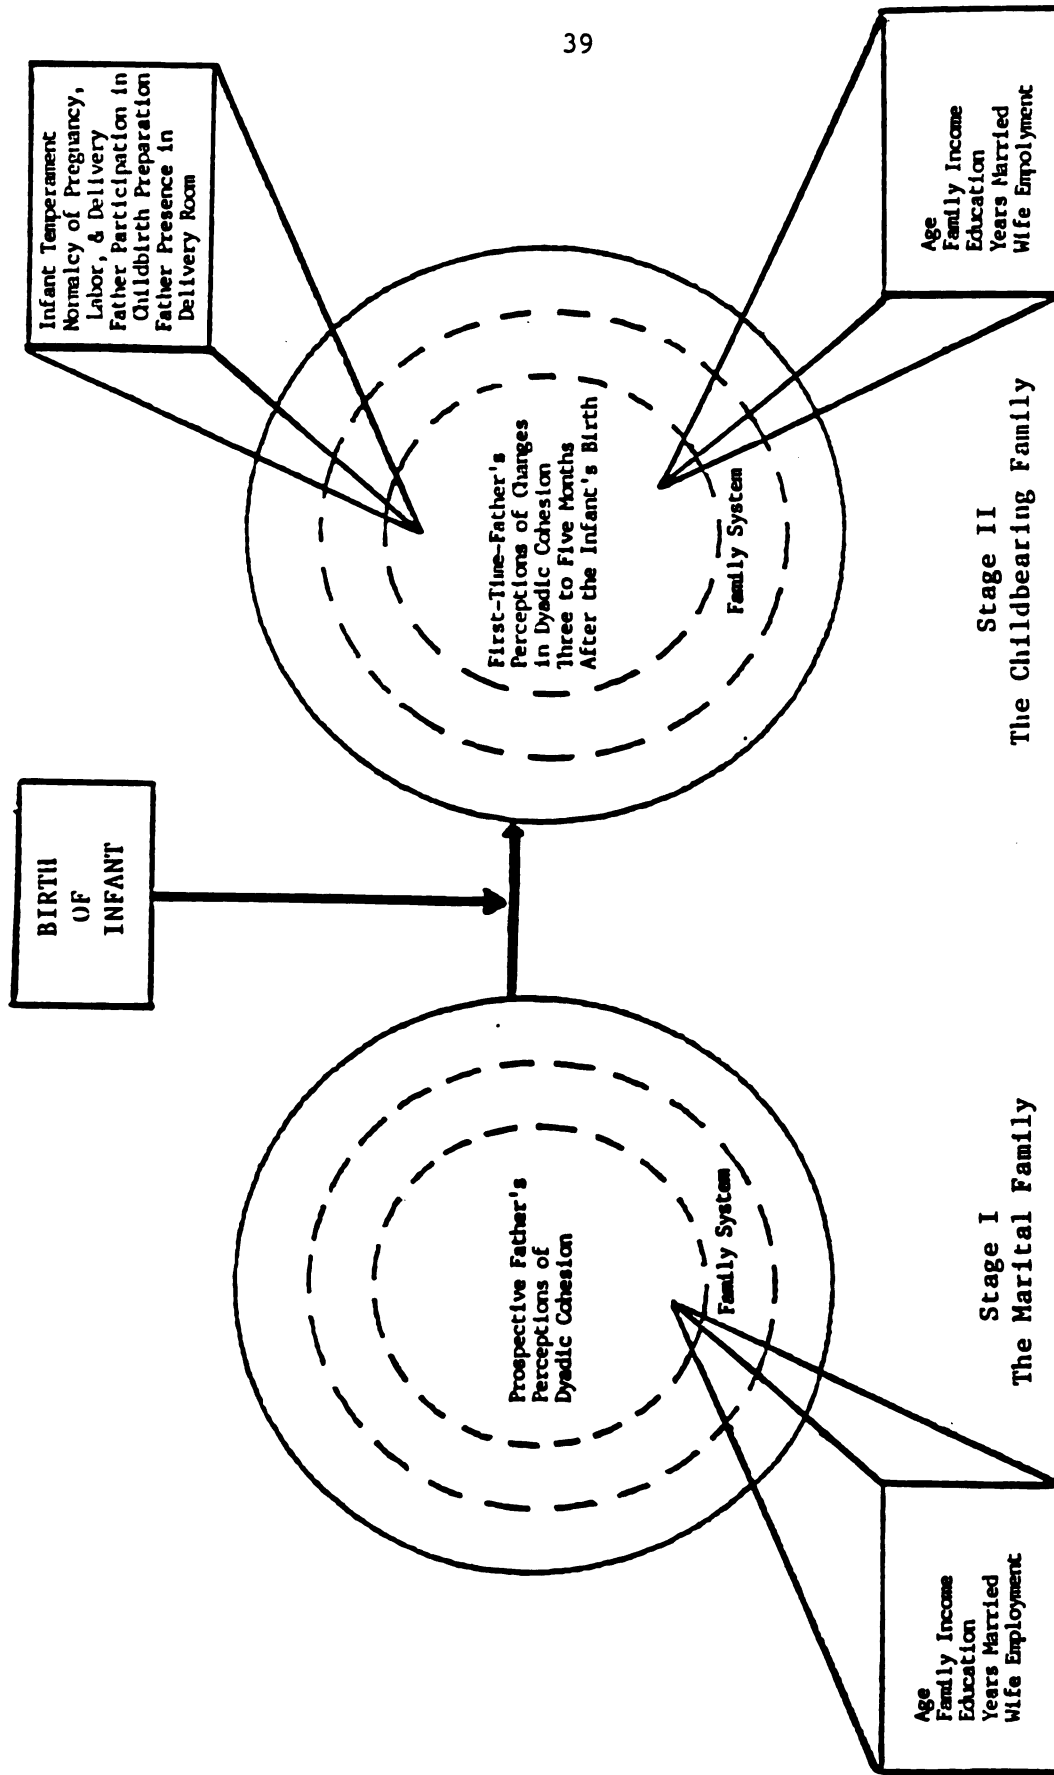 39
BIRTH
OF
INFANT
Infant Temperament
Normalcy of Pregnancy,
Labor, & Delivery
Father Participation in
Childbirth Preparation
Father Presence in
Delivery Room
Prospective Father's
Perceptions of
Dyadic Cohesion
Family System
First-Time-Father's
Perceptions of Changes
in Dyadic Cohesion
Three to Five Months
After the Infant's Birth
Family System
Age
Family Income
Education
Years Married
Wife Employment
Stage I
The Marital Family
Stage II
The Childbearing Family
Age
Family Income
Education
Years Married
Wife Empolyment